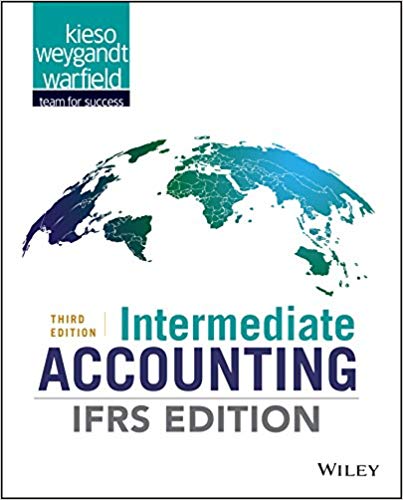 kieso
weygandt
warfield
team for success
THIRD
EDITION
Intermediate
ACCOUNTING
IFRS EDITION
WILEY